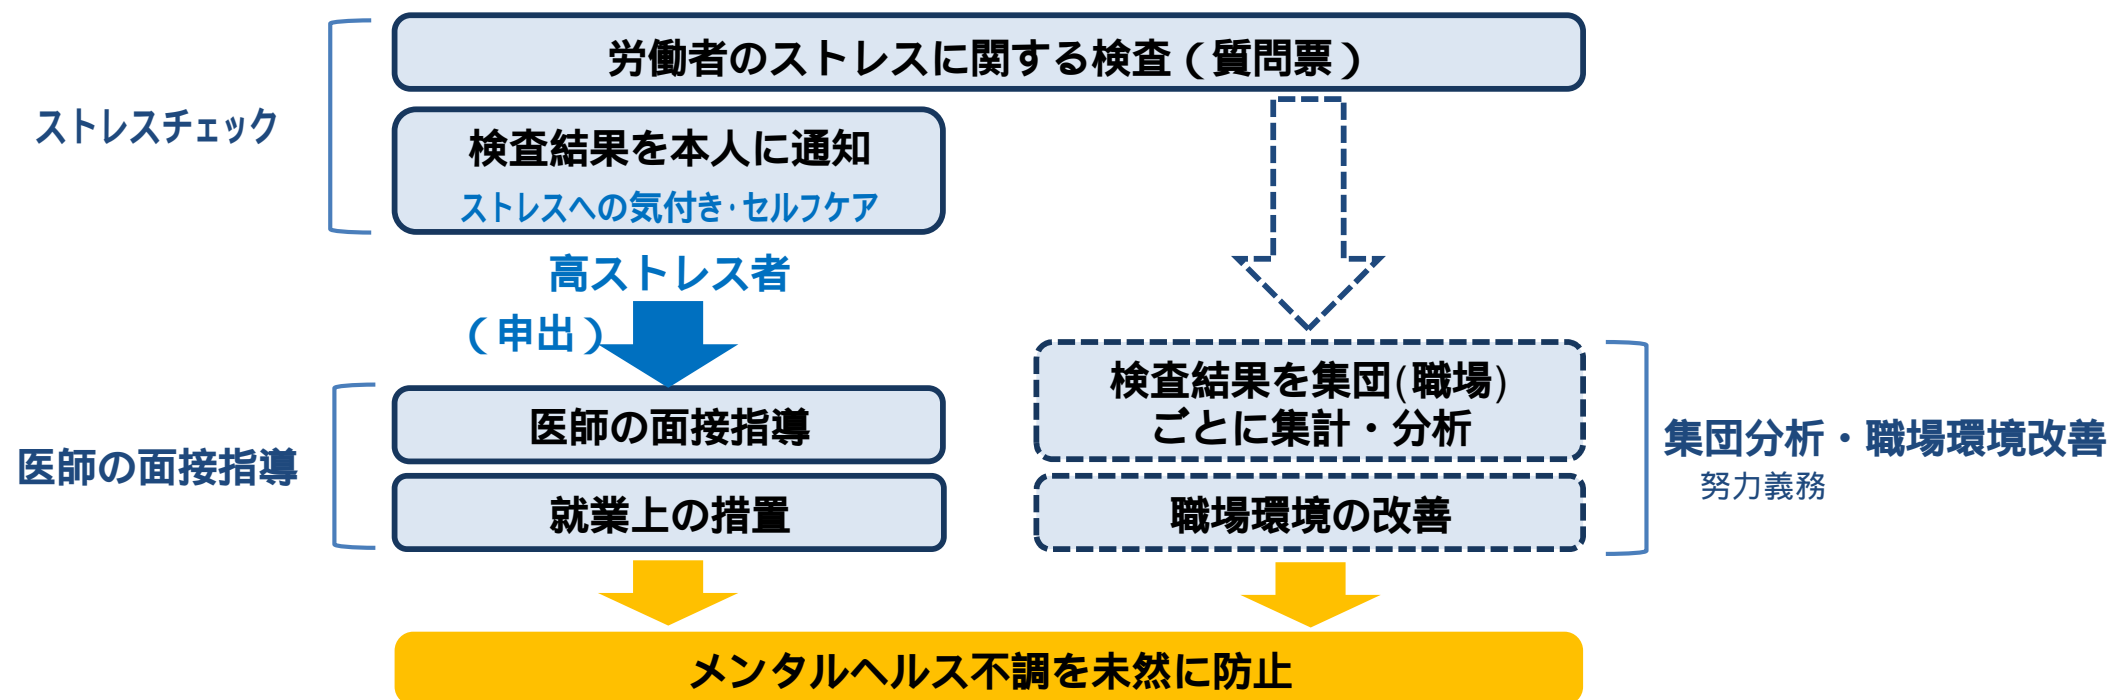 労働者のストレスに関する検査（質問票）
ストレスチェック
検査結果を本人に通知
ストレスへの気付き・セルフケア
高ストレス者
（申出）
医師の面接指導
医師の面接指導
就業上の措置
検査結果を集団(職場)
ごとに集計・分析
職場環境の改善
集団分析・職場環境改善
努力義務
メンタルヘルス不調を未然に防止